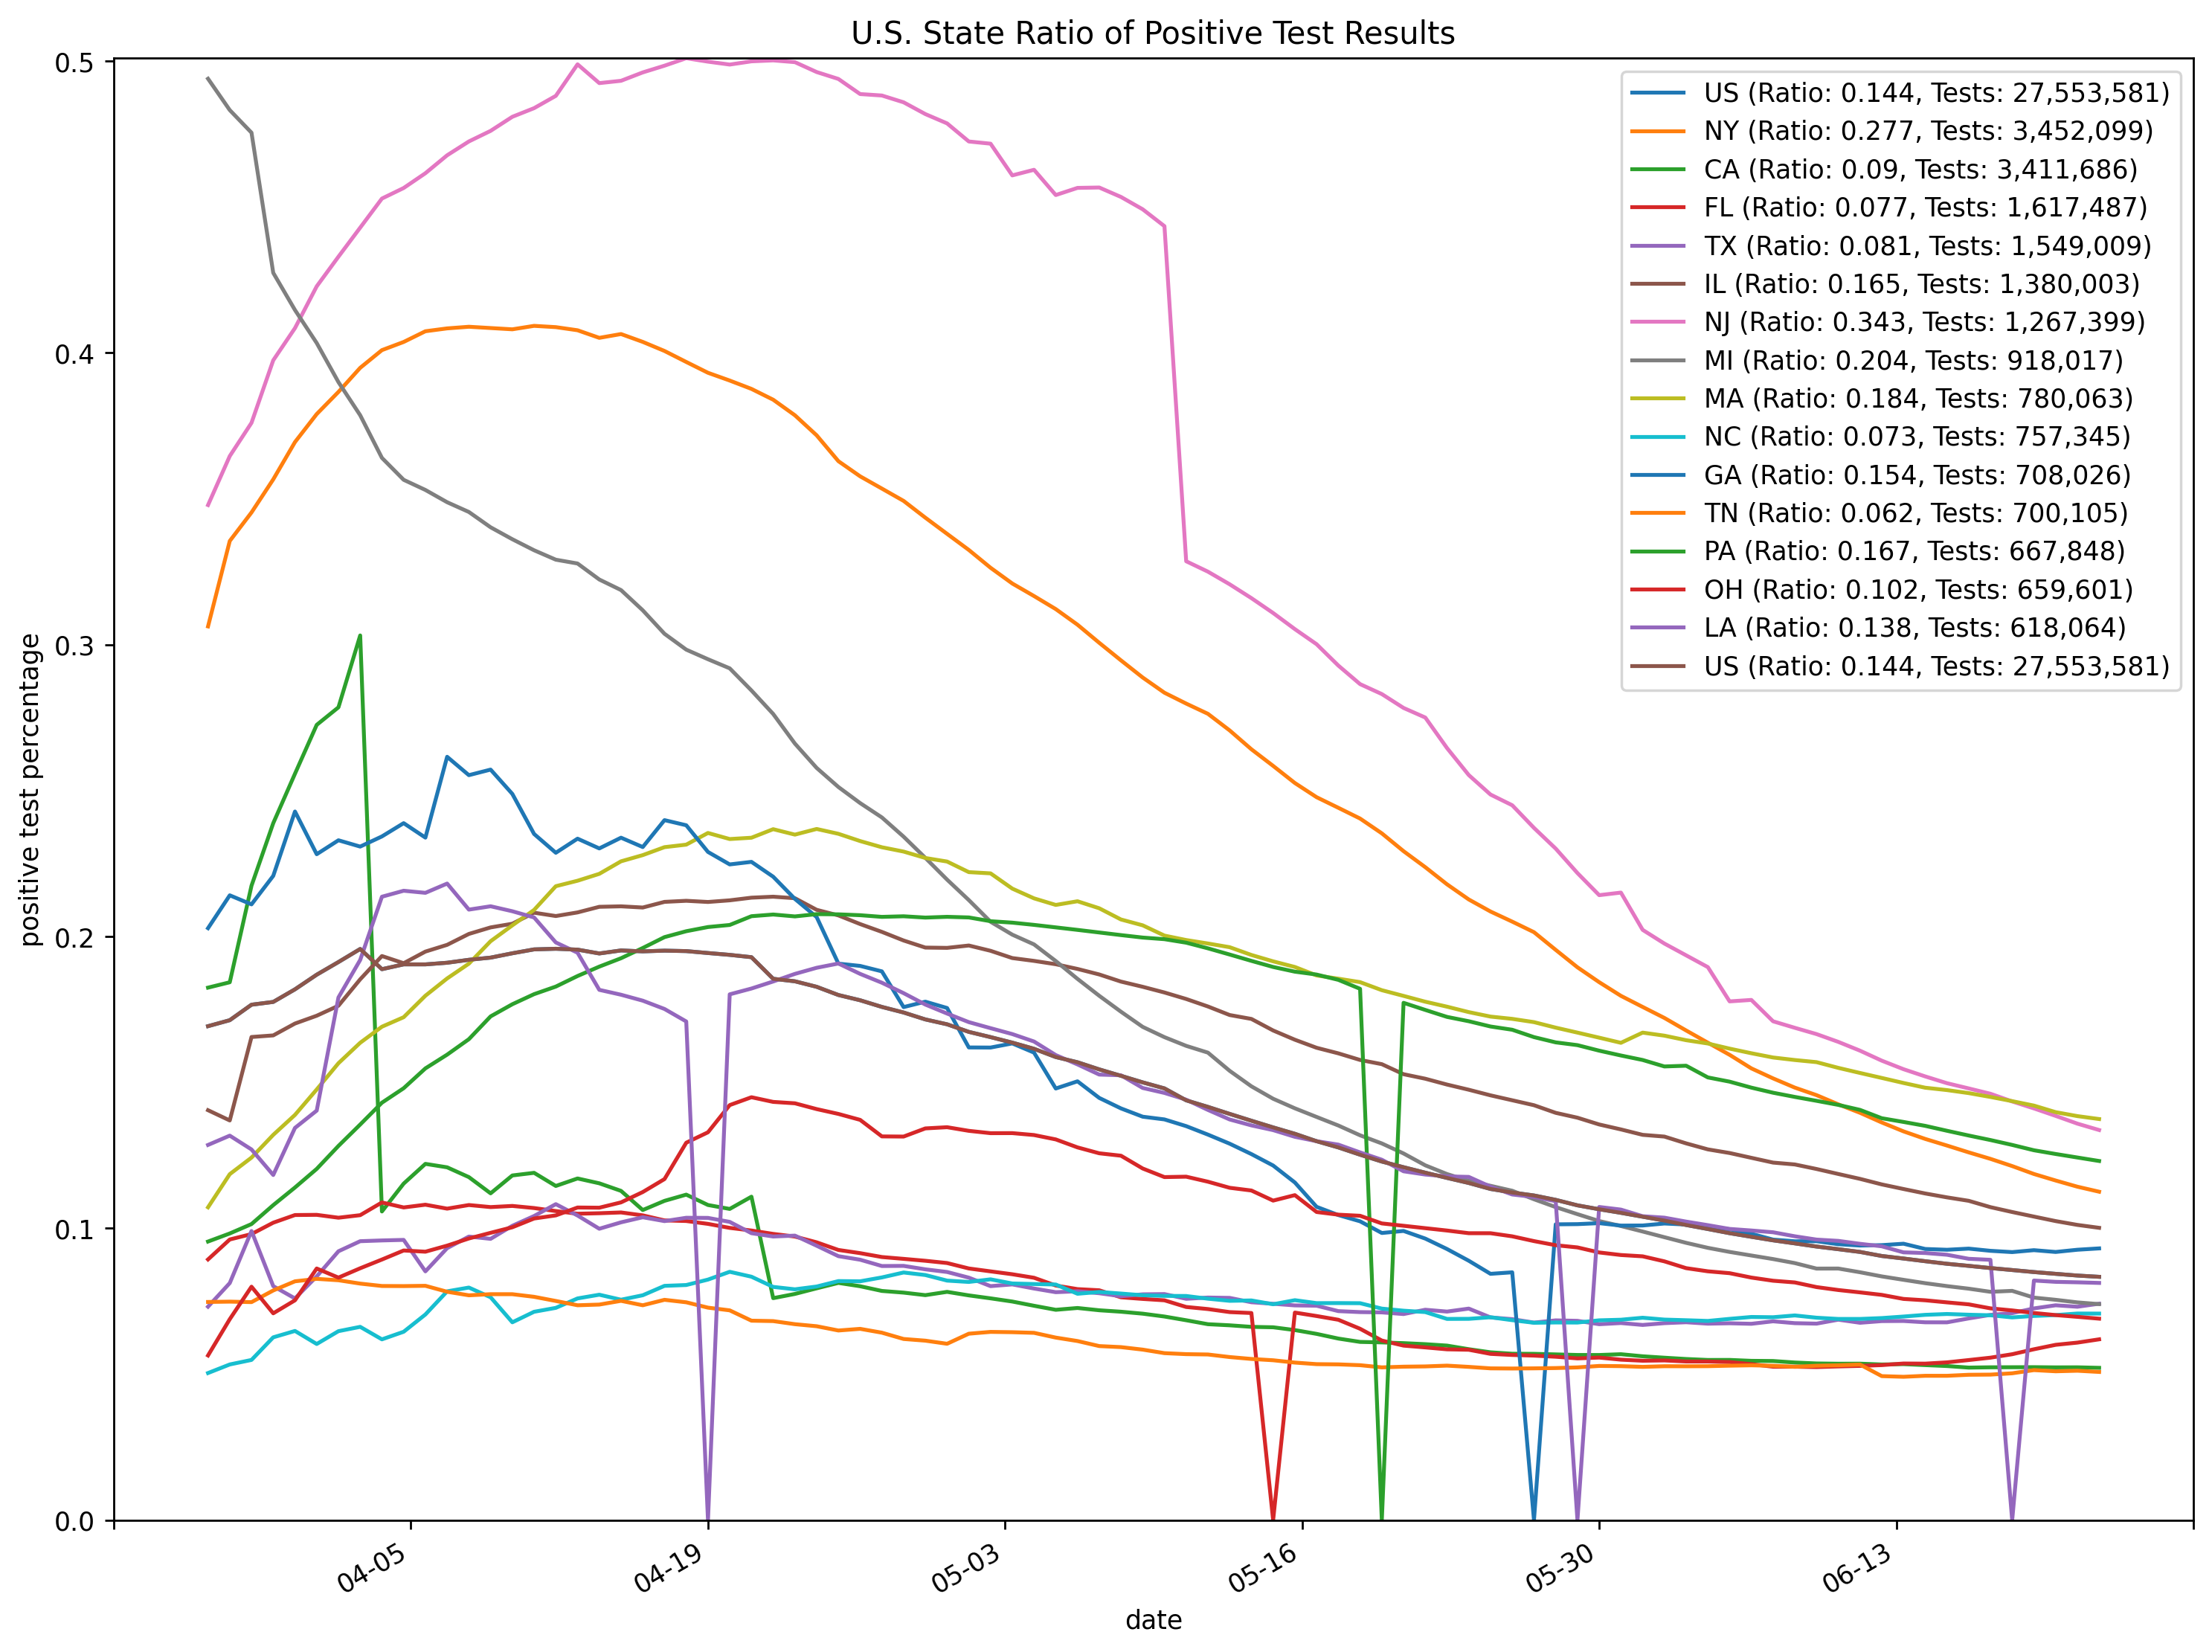 U.S. State Ratio of Positive Test Results
0.5
0.4
0.3
0.2
0.1
0.0
positive test percentage
US (Ratio: 0.144, Tests: 27,553,581)
NY (Ratio: 0.277, Tests: 3,452,099)
CA (Ratio: 0.09, Tests: 3,411,686)
FL (Ratio: 0.077, Tests: 1,617,487)
TX (Ratio: 0.081, Tests: 1,549,009)
IL (Ratio: 0.165, Tests: 1,380,003)
NJ (Ratio: 0.343, Tests: 1,267,399)
MI (Ratio: 0.204, Tests: 918,017)
MA (Ratio: 0.184, Tests: 780,063)
NC (Ratio: 0.073, Tests: 757,345)
GA (Ratio: 0.154, Tests: 708,026)
TN (Ratio: 0.062, Tests: 700,105)
PA (Ratio: 0.167, Tests: 667,848)
OH (Ratio: 0.102, Tests: 659,601)
LA (Ratio: 0.138, Tests: 618,064)
US (Ratio: 0.144, Tests: 27,553,581)
04-05
04-19
05-03
05-16
05-30
06-13
date